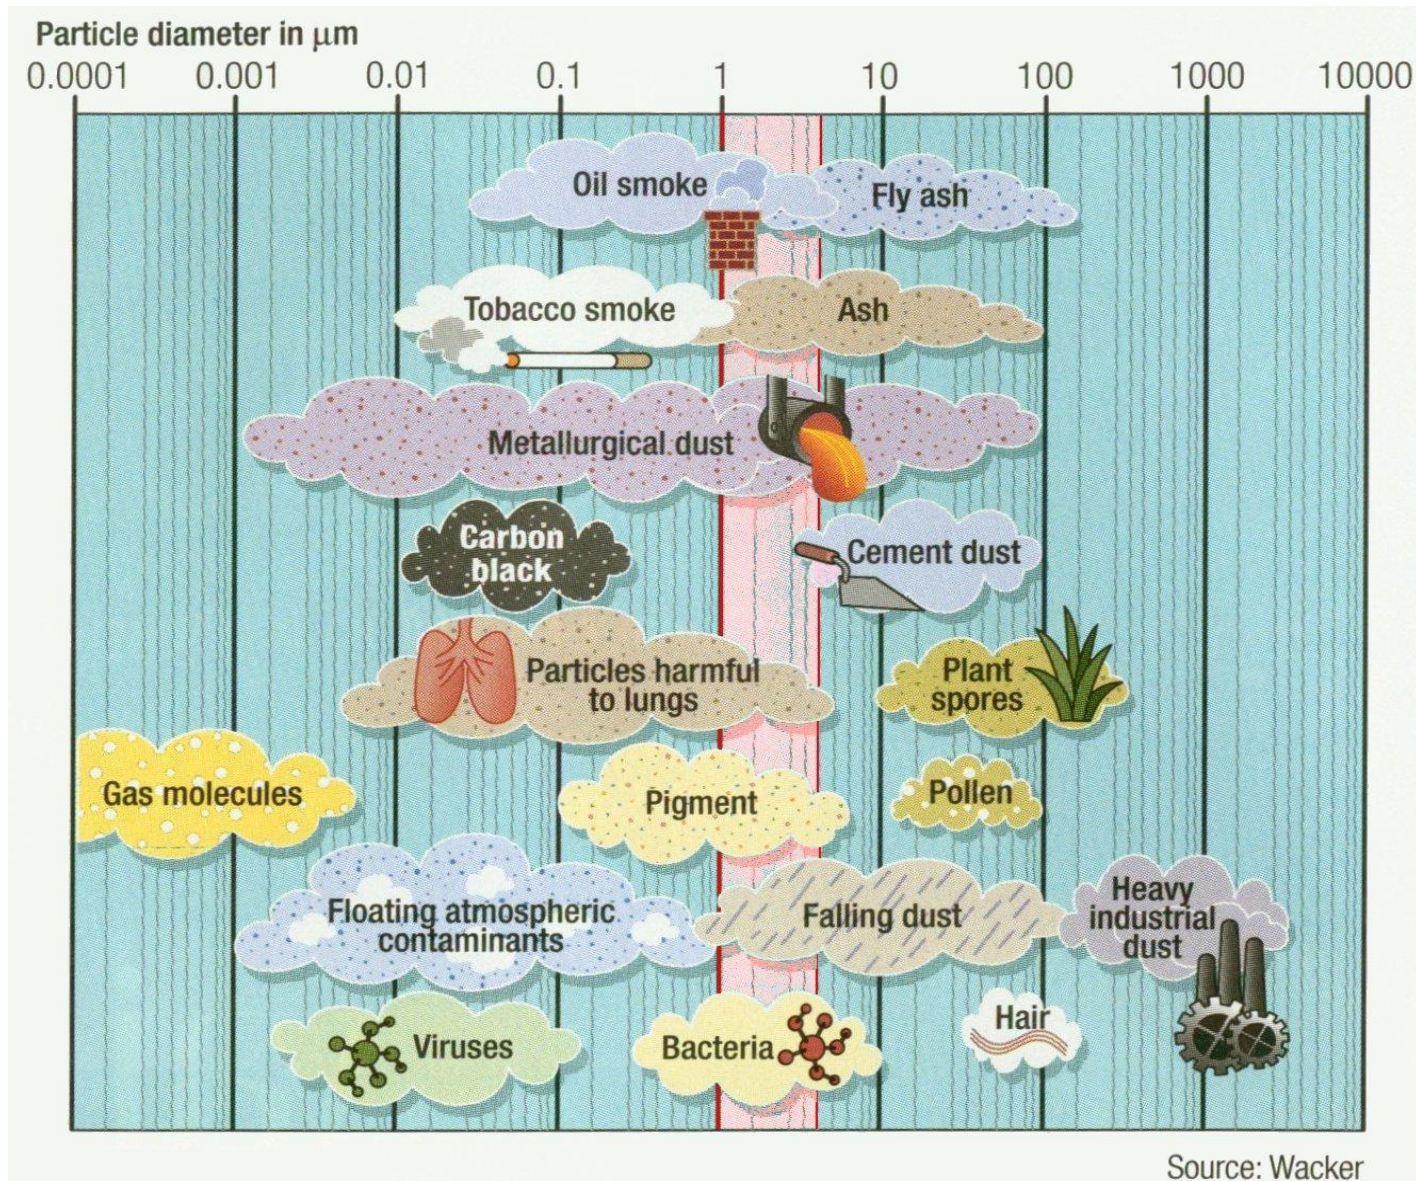 Particle diameter in μm
0.0001 0.001 0.01 0.1 1 10 100 1000 10000
Oil smoke
Fly ash
Tobacco smoke
Ash
Metallurgical dust
Carbon
black
Cement dust
Particles harmful
to lungs
Plant
spores
Gas molecules
Pigment
Pollen
Floating atmospheric
contaminants
Falling dust
Heavy
industrial
dust
Viruses
Bacteria
Hair
Source: Wacker